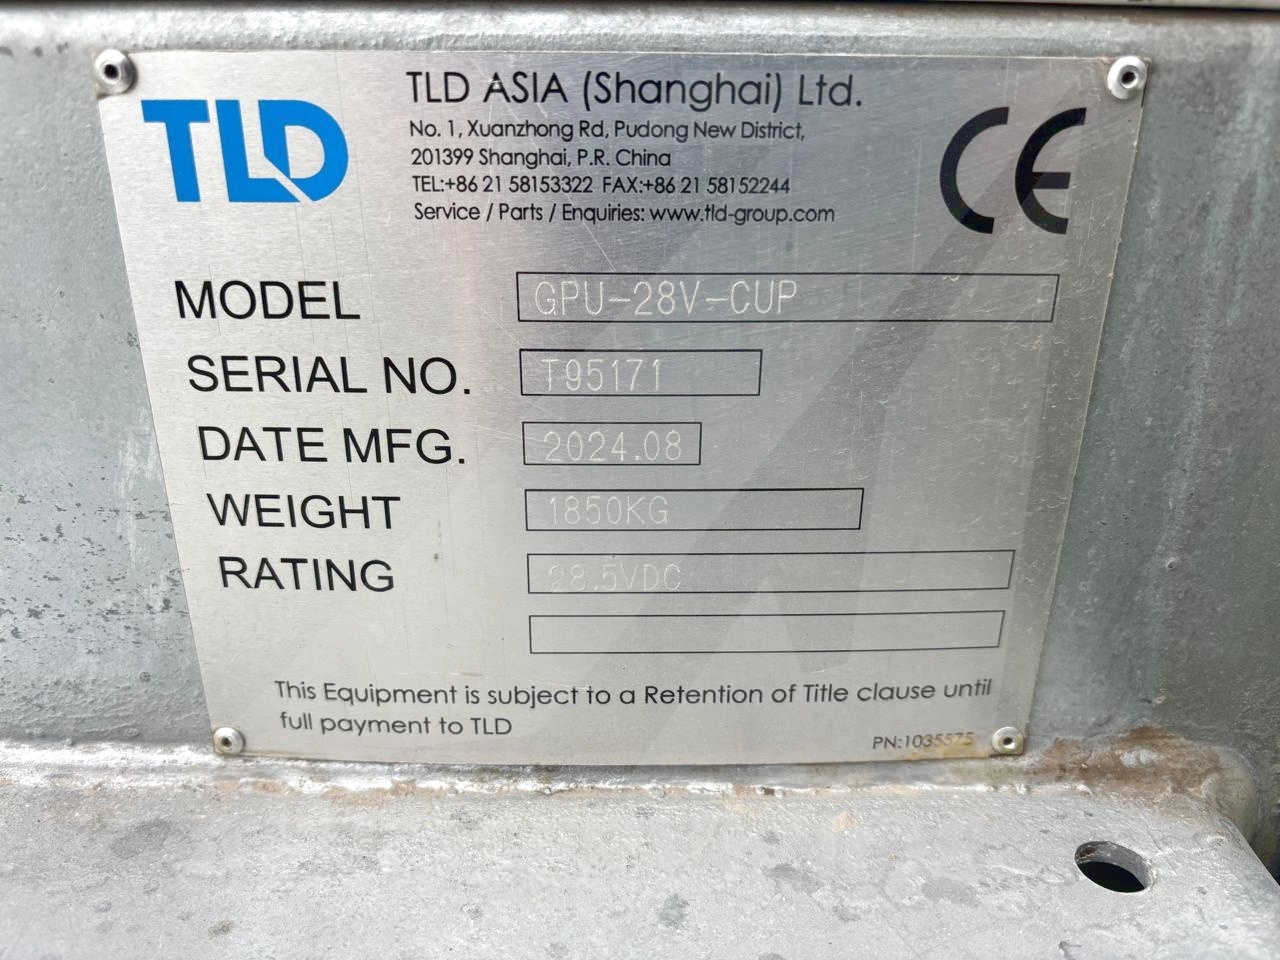 TLD
TLD ASIA (Shanghai) Ltd.
No. 1, Xuanzhong Rd, Pudong New District,
201399 Shanghai, P.R. China
TEL:+86 21 58153322 FAX:+86 21 58152244
Service / Parts / Enquiries: www.tld-group.com
CE
MODEL GPU-28V-CUP
SERIAL NO. T95171
DATE MFG. 2024.08
WEIGHT 1850KG
RATING 28.5VDC
This Equipment is subject to a Retention of Title clause until
full payment to TLD
PN:1035575